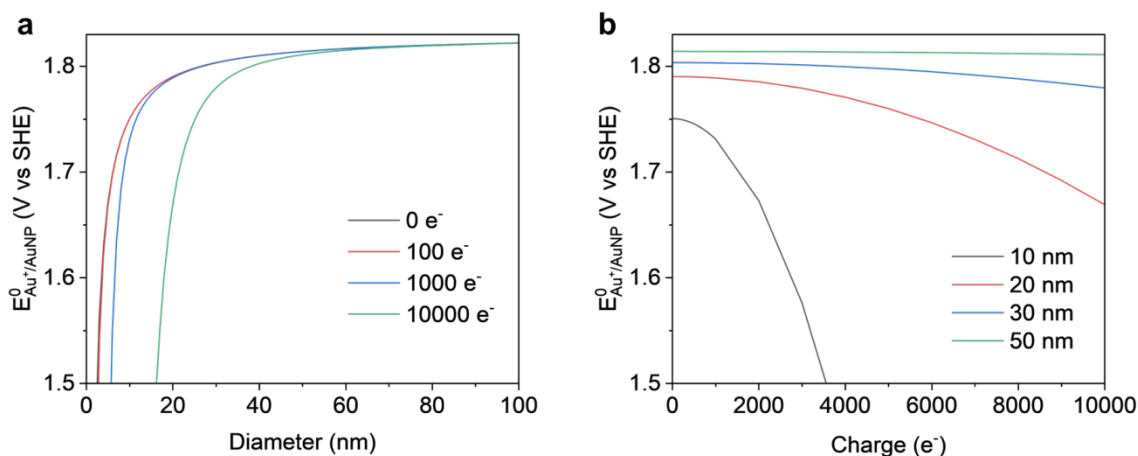 a
E⁰Au⁺/AuNP (V vs SHE)
1.8
1.7
1.6
1.5
0 e⁻
100 e⁻
1000 e⁻
10000 e⁻
0 20 40 60 80 100
Diameter (nm)
b
E⁰Au⁺/AuNP (V vs SHE)
1.8
1.7
1.6
1.5
10 nm
20 nm
30 nm
50 nm
0 2000 4000 6000 8000 10000
Charge (e⁻)